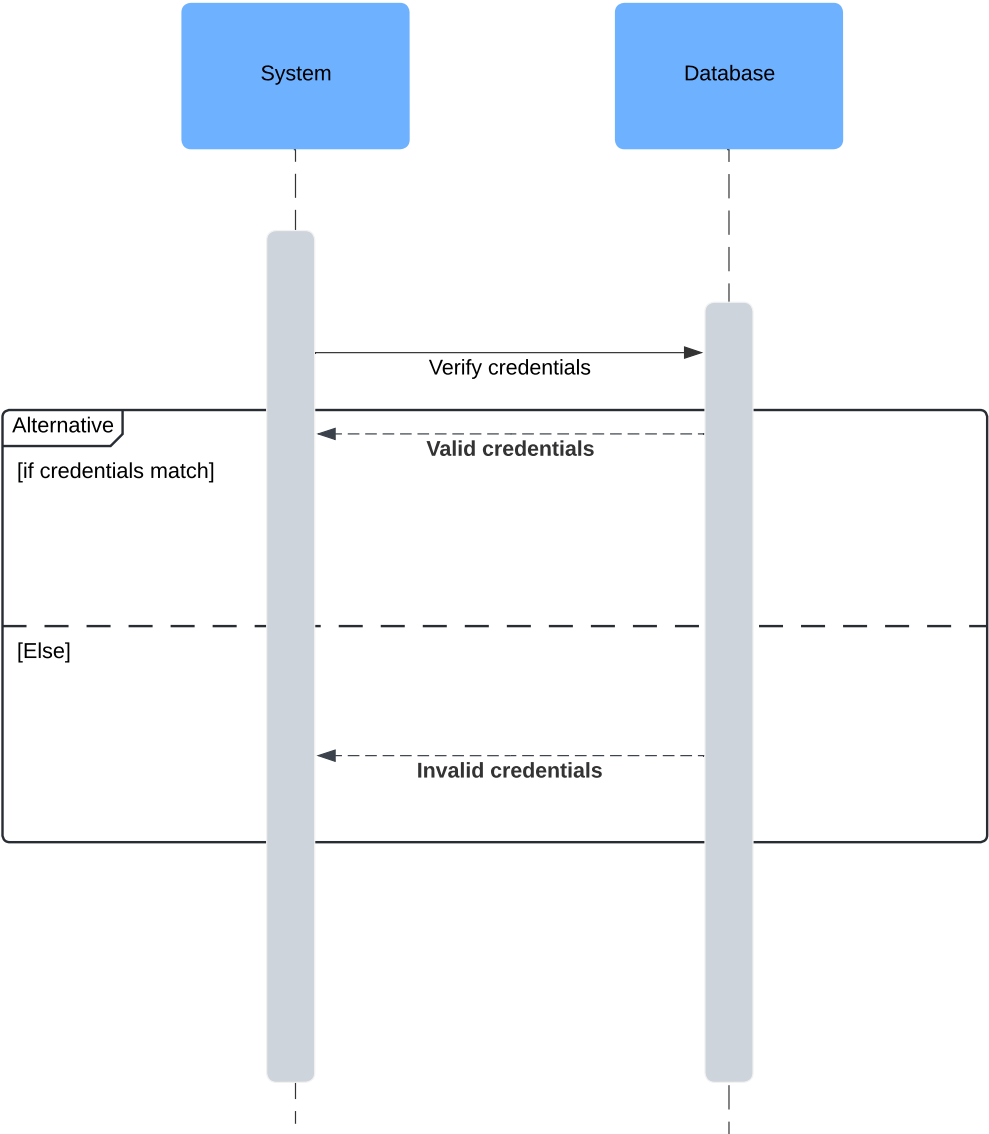 System
Database
Verify credentials
Alternative
Valid credentials
[if credentials match]
[Else]
Invalid credentials